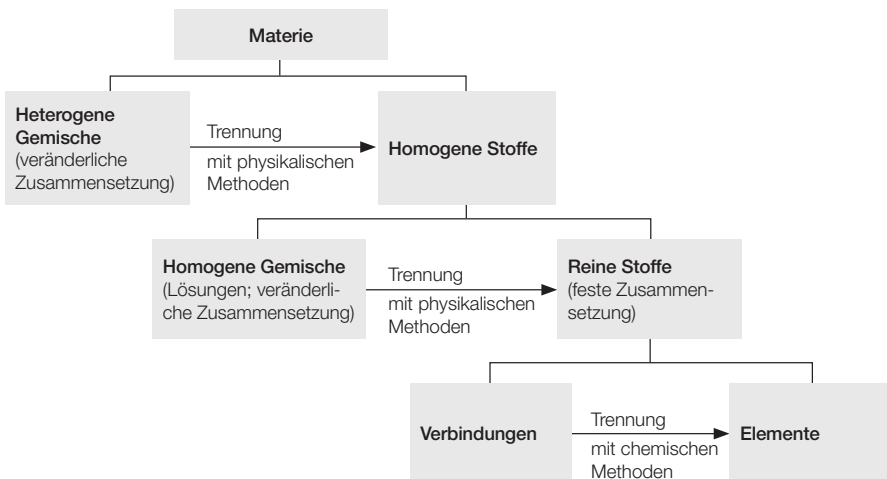 Materie
Heterogene
Gemische
(veränderliche
Zusammensetzung)
Trennung
mit physikalischen
Methoden
Homogene Stoffe
Homogene Gemische
(Lösungen; veränderli-
che Zusammensetzung)
Trennung
mit physikalischen
Methoden
Reine Stoffe
(feste Zusammen-
setzung)
Verbindungen
Trennung
mit chemischen
Methoden
Elemente